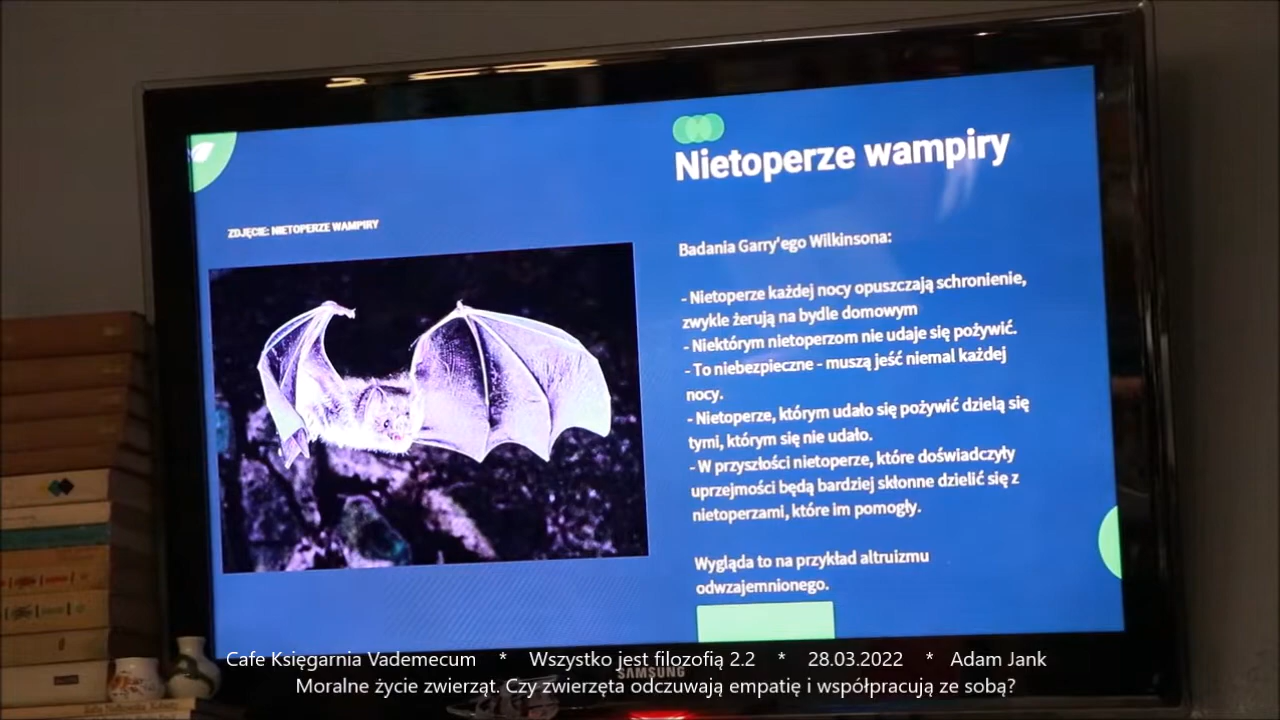 Nietoperze wampiry
ZDJĘCIE: NIETOPERZE WAMPIRY
Badania Garry'ego Wilkinsona:
- Nietoperze każdej nocy opuszczają schronienie,
zwykle żerują na bydle domowym
- Niektórym nietoperzom nie udaje się pożywić.
- To niebezpieczne - muszą jeść niemal każdej
nocy.
- Nietoperze, którym udało się pożywić dzielą się
tymi, którym się nie udało.
- W przyszłości nietoperze, które doświadczyły
uprzejmości będą bardziej skłonne dzielić się z
nietoperzami, które im pomogły.
Wygląda to na przykład altruizmu
odwzajemnionego.
Cafe Księgarnia Vademecum * Wszystko jest filozofią 2.2 * 28.03.2022 * Adam Jank
SAMSUNG
Moralne życie zwierząt. Czy zwierzęta odczuwają empatię i współpracują ze sobą?